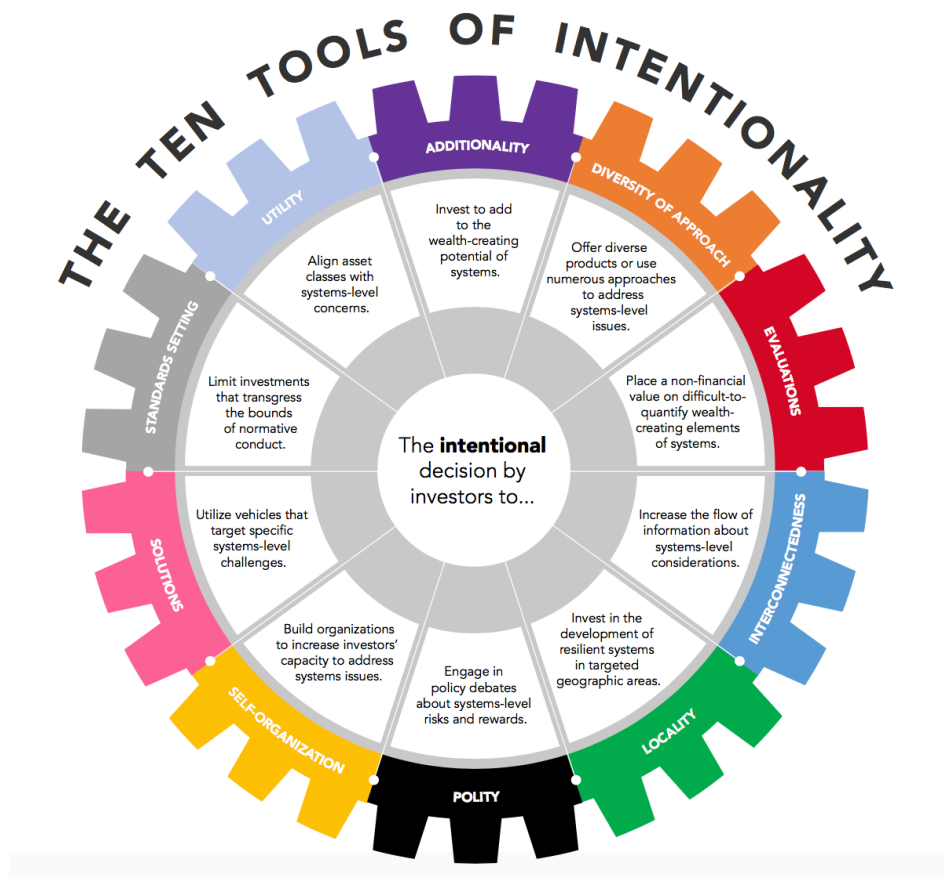 THE TEN TOOLS OF INTENTIONALITY
ADDITIONALITY
Invest to add
to the
wealth-creating
potential of
systems.
DIVERSITY OF APPROACH
Offer diverse
products or use
numerous approaches
to address
systems-level
issues.
EVALUATIONS
Place a non-financial
value on difficult-to-
quantify wealth-
creating elements
of systems.
INTERCONNECTEDNESS
Increase the flow of
information about
systems-level
considerations.
LOCALITY
Invest in the
development of
resilient systems
in targeted
geographic areas.
POLITY
Engage in
policy debates
about systems-level
risks and rewards.
SELF-ORGANIZATION
Build organizations
to increase investors’
capacity to address
systems issues.
SOLUTIONS
Utilize vehicles that
target specific
systems-level
challenges.
STANDARDS SETTING
Limit investments
that transgress
the bounds
of normative
conduct.
UTILITY
Align asset
classes with
systems-level
concerns.
The intentional
decision by
investors to...